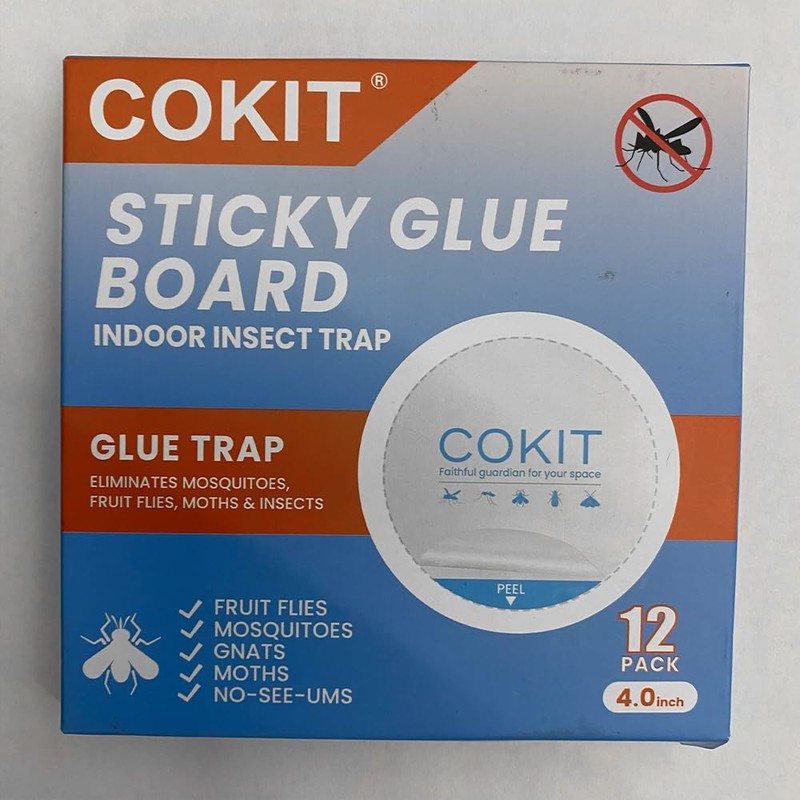 COKIT®
STICKY GLUE
BOARD
INDOOR INSECT TRAP
GLUE TRAP
ELIMINATES MOSQUITOES,
FRUIT FLIES, MOTHS & INSECTS
COKIT
Faithful guardian for your space
PEEL
FRUIT FLIES
MOSQUITOES
GNATS
MOTHS
NO-SEE-UMS
12
PACK
4.0inch